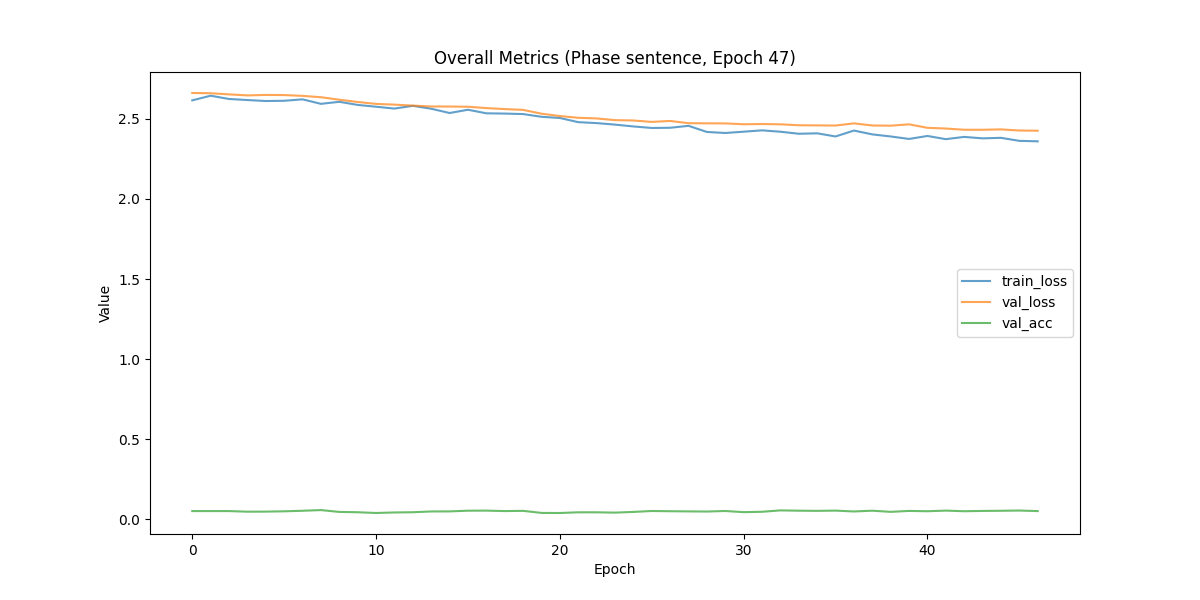 Overall Metrics (Phase sentence, Epoch 47)
2.5
2.0
1.5
1.0
0.5
0.0
Value
train_loss
val_loss
val_acc
0 10 20 30 40
Epoch